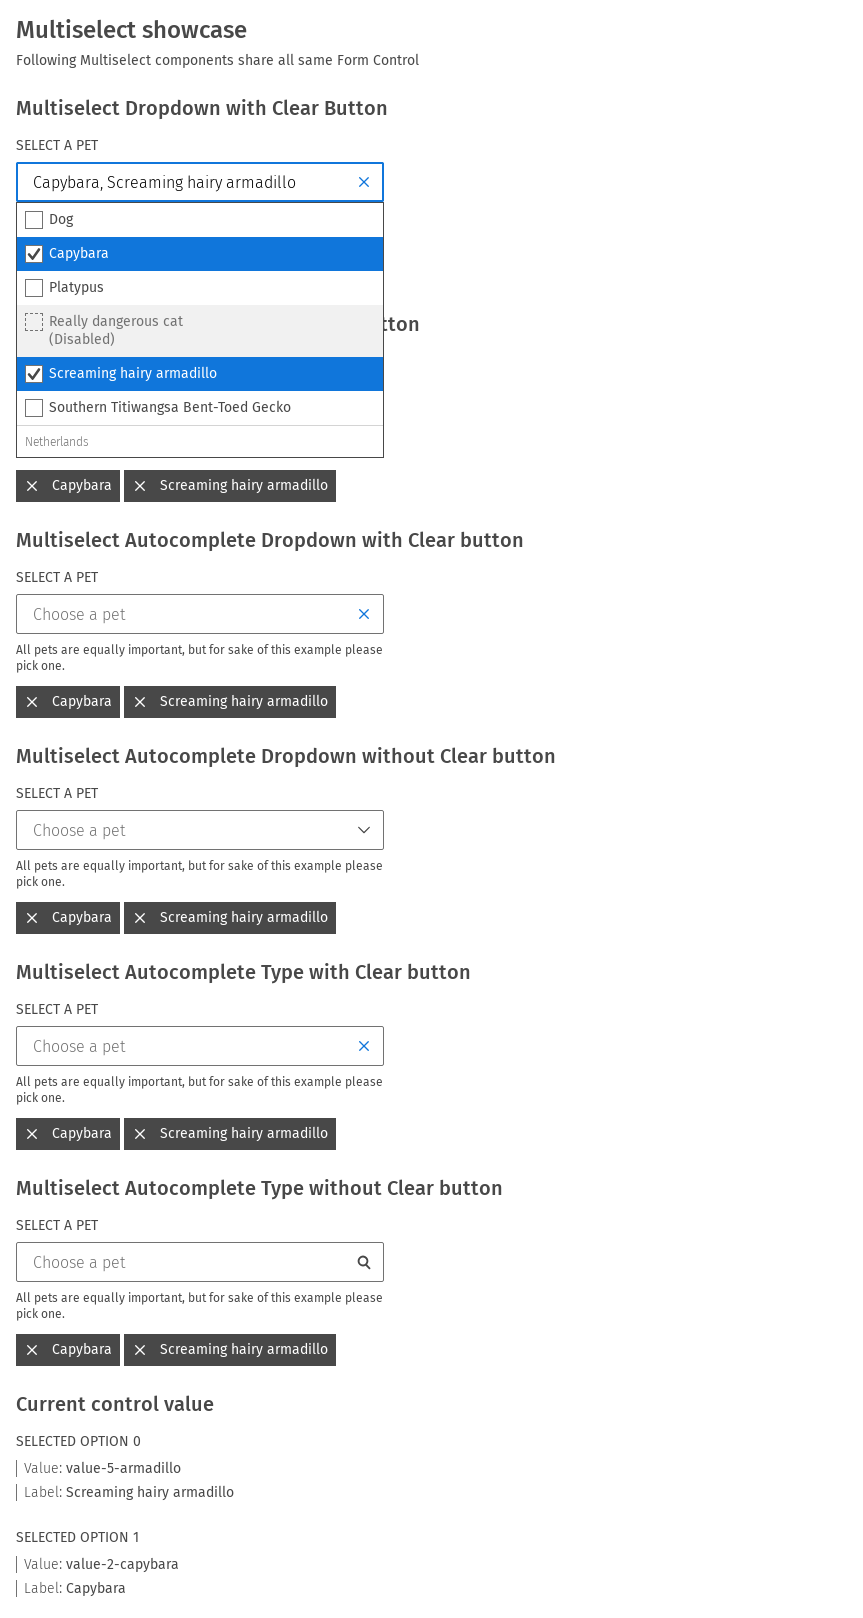 Multiselect showcase
Following Multiselect components share all same Form Control
Multiselect Dropdown with Clear Button
SELECT A PET
Capybara, Screaming hairy armadillo
Dog
Capybara
Platypus
Really dangerous cat
(Disabled)
Screaming hairy armadillo
Southern Titiwangsa Bent-Toed Gecko
Netherlands
Capybara Screaming hairy armadillo
Multiselect Autocomplete Dropdown with Clear button
SELECT A PET
Choose a pet
All pets are equally important, but for sake of this example please
pick one.
Capybara Screaming hairy armadillo
Multiselect Autocomplete Dropdown without Clear button
SELECT A PET
Choose a pet
All pets are equally important, but for sake of this example please
pick one.
Capybara Screaming hairy armadillo
Multiselect Autocomplete Type with Clear button
SELECT A PET
Choose a pet
All pets are equally important, but for sake of this example please
pick one.
Capybara Screaming hairy armadillo
Multiselect Autocomplete Type without Clear button
SELECT A PET
Choose a pet
All pets are equally important, but for sake of this example please
pick one.
Capybara Screaming hairy armadillo
Current control value
SELECTED OPTION 0
Value: value-5-armadillo
Label: Screaming hairy armadillo
SELECTED OPTION 1
Value: value-2-capybara
Label: Capybara